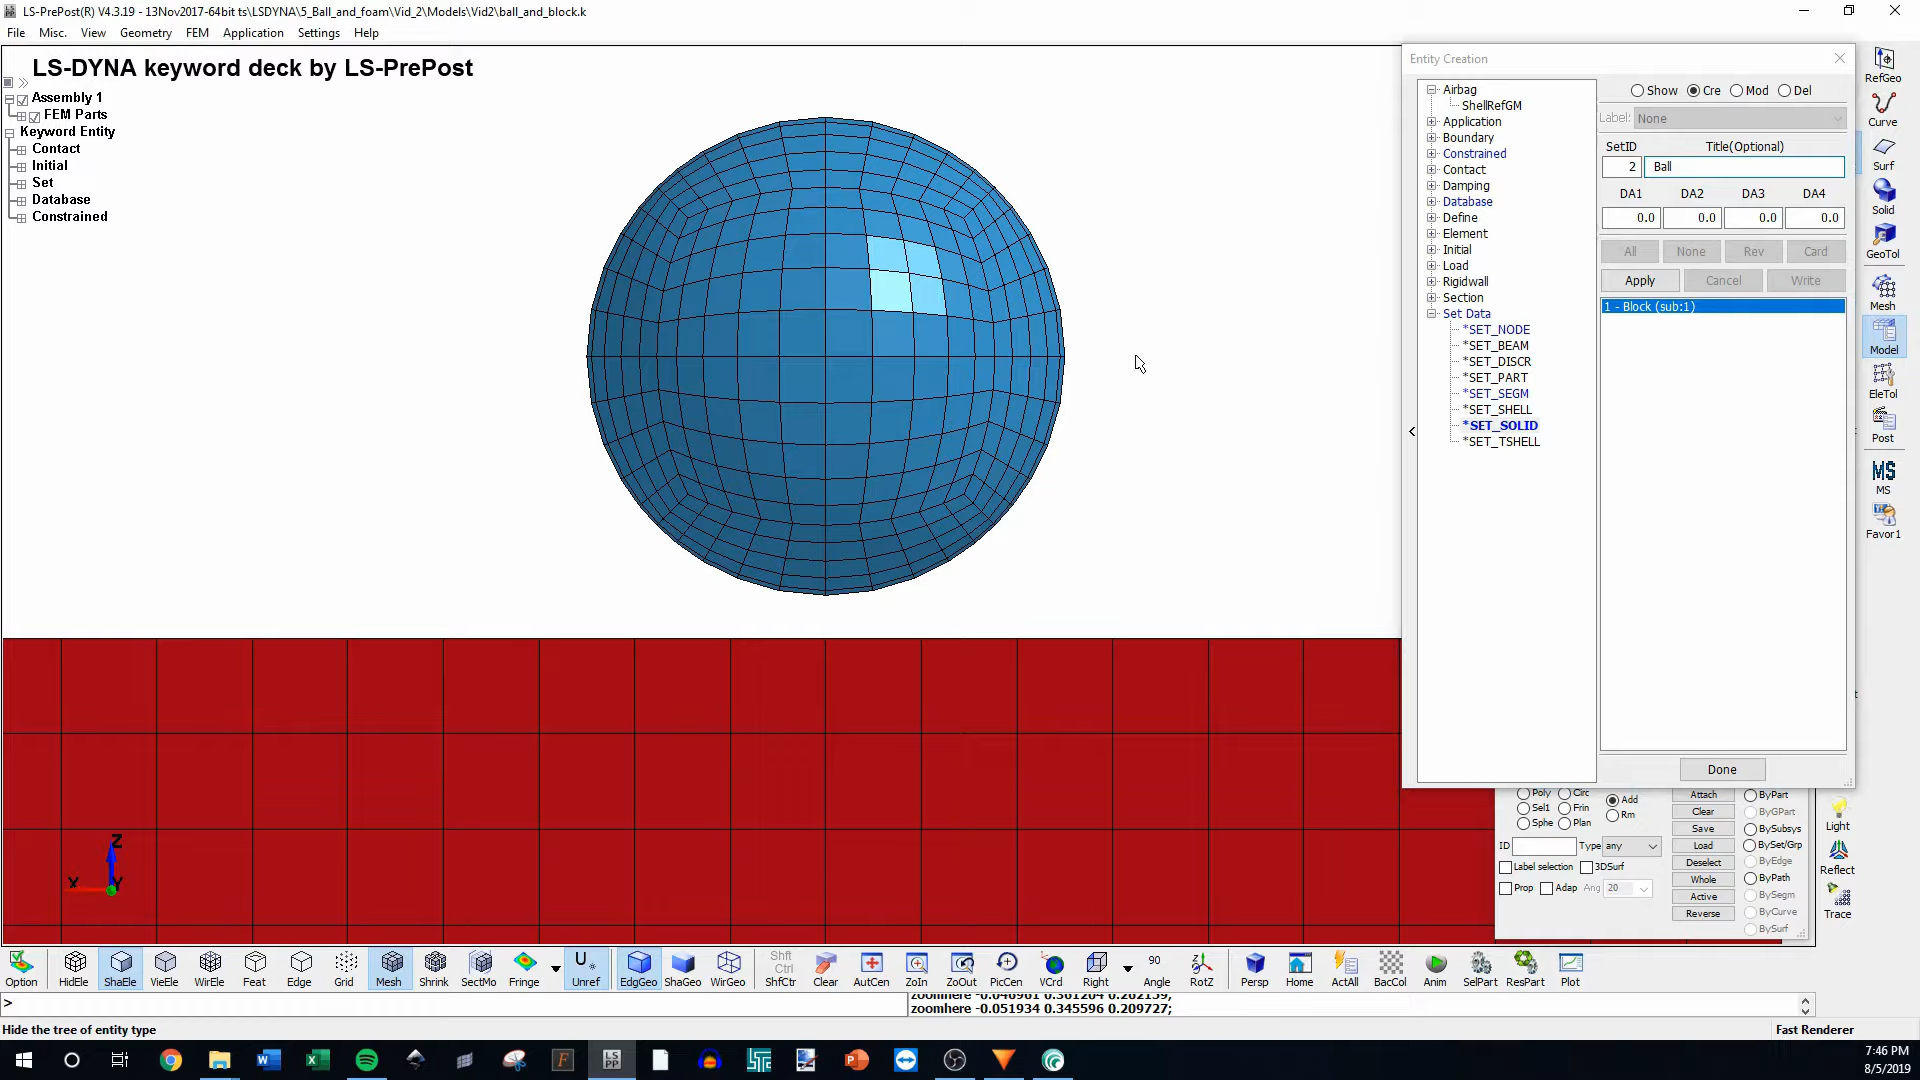 LS-PrePost(R) V4.3.19 - 13Nov2017-64bit ts\LSDYNA\5_Ball_and_foam\Vid_2\Models\Vid2\ball_and_block.k
File Misc. View Geometry FEM Application Settings Help
LS-DYNA keyword deck by LS-PrePost
Assembly 1
FEM Parts
Keyword Entity
Contact
Initial
Set
Database
Constrained
Entity Creation
Airbag
ShellRefGM
Application
Boundary
Constrained
Contact
Damping
Database
Define
Element
Initial
Load
Rigidwall
Section
Set Data
*SET_NODE
*SET_BEAM
*SET_DISCR
*SET_PART
*SET_SEGM
*SET_SHELL
*SET_SOLID
*SET_TSHELL
Show Cre Mod Del
Label: None
SetID Title(Optional)
2 Ball
DA1 DA2 DA3 DA4
0.0 0.0 0.0 0.0
All None Rev Card
Apply Cancel Write
1 - Block (sub:1)
Done
RefGeo
Curve
Surf
Solid
GeoTol
Mesh
Model
EleTol
Post
MS
MS
Favor1
Light
Reflect
Trace
Poly Circ
Sel1 Frin
Sphe Plan
Add
Rm
ID Type any
Label selection 3DSurf
Prop Adap Ang 20
Attach
Clear
Save
Load
Deselect
Whole
Active
Reverse
ByPart
ByGPart
BySubsys
BySet/Grp
ByEdge
ByPath
BySegm
ByCurve
BySurf
Z
X Y
Option HidEle ShaEle VieEle WirEle Feat Edge Grid Mesh Shrink SectMo Fringe Unref EdgGeo ShaGeo WirGeo Shft Ctrl ShfCtr Clear AutCen ZoIn ZoOut PicCen VCrd Right 90 Angle RotZ Persp Home ActAll BacCol Anim SelPart ResPart Plot
>
zoomhere -0.046961 0.361204 0.262159;
zoomhere -0.051934 0.345596 0.209727;
Hide the tree of entity type
Fast Renderer
7:46 PM
8/5/2019